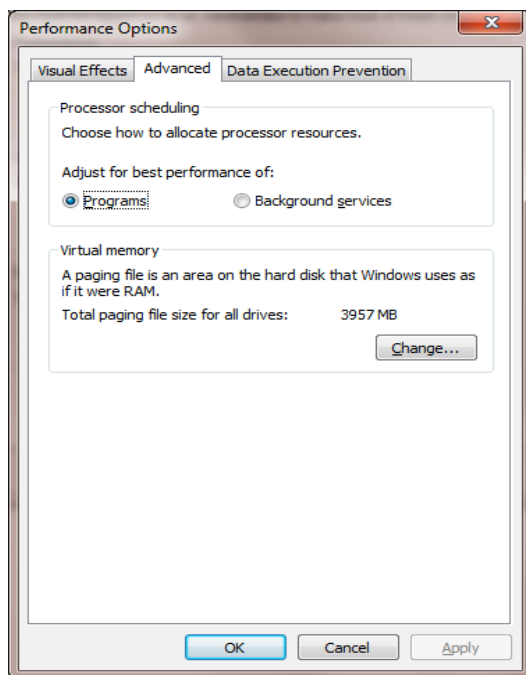 Performance Options
Visual Effects Advanced Data Execution Prevention
Processor scheduling
Choose how to allocate processor resources.
Adjust for best performance of:
Programs Background services
Virtual memory
A paging file is an area on the hard disk that Windows uses as
if it were RAM.
Total paging file size for all drives: 3957 MB
Change...
OK Cancel Apply